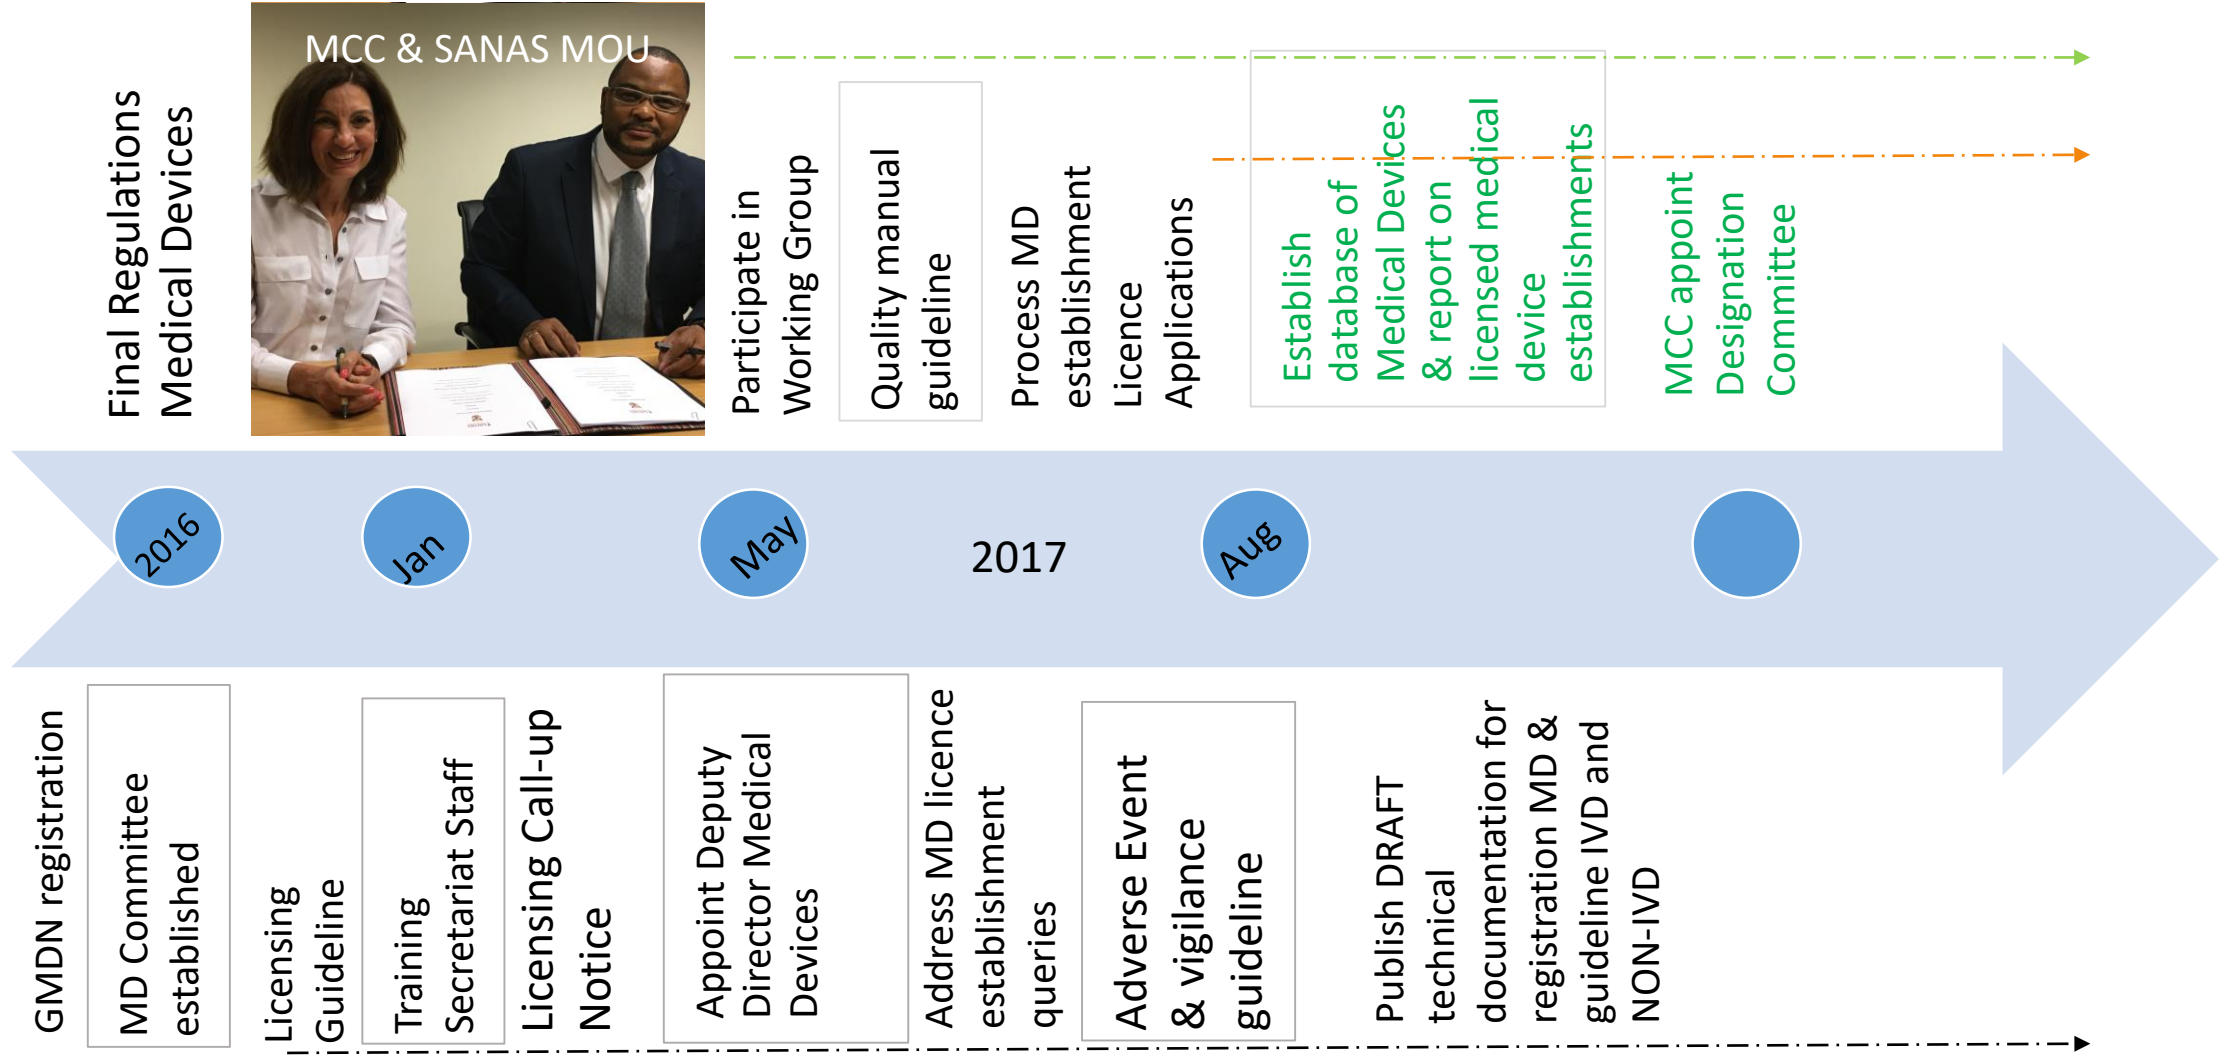 MCC & SANAS MOU
Final Regulations
Medical Devices
Participate in
Working Group
Quality manual
guideline
Process MD
establishment
Licence
Applications
Establish
database of
Medical Devices
& report on
licensed medical
device
establishments
MCC appoint
Designation
Committee
2016
Jan
May
2017
Aug
GMDN registration
MD Committee
established
Licensing
Guideline
Training
Secretariat Staff
Licensing Call-up
Notice
Appoint Deputy
Director Medical
Devices
Address MD licence
establishment
queries
Adverse Event
& vigilance
guideline
Publish DRAFT
technical
documentation for
registration MD &
guideline IVD and
NON-IVD